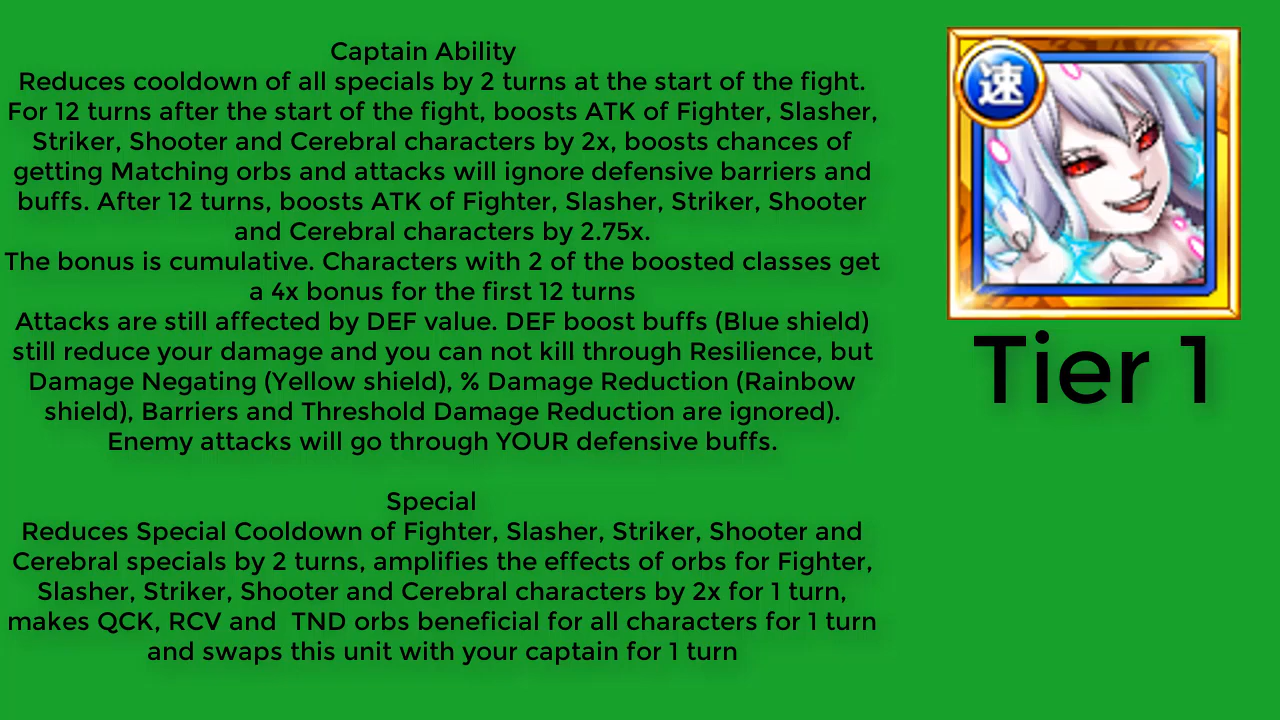 Captain Ability
Reduces cooldown of all specials by 2 turns at the start of the fight.
For 12 turns after the start of the fight, boosts ATK of Fighter, Slasher,
Striker, Shooter and Cerebral characters by 2x, boosts chances of
getting Matching orbs and attacks will ignore defensive barriers and
buffs. After 12 turns, boosts ATK of Fighter, Slasher, Striker, Shooter
and Cerebral characters by 2.75x.
The bonus is cumulative. Characters with 2 of the boosted classes get
a 4x bonus for the first 12 turns
Attacks are still affected by DEF value. DEF boost buffs (Blue shield)
still reduce your damage and you can not kill through Resilience, but
Damage Negating (Yellow shield), % Damage Reduction (Rainbow
shield), Barriers and Threshold Damage Reduction are ignored).
Enemy attacks will go through YOUR defensive buffs.
Special
Reduces Special Cooldown of Fighter, Slasher, Striker, Shooter and
Cerebral specials by 2 turns, amplifies the effects of orbs for Fighter,
Slasher, Striker, Shooter and Cerebral characters by 2x for 1 turn,
makes QCK, RCV and  TND orbs beneficial for all characters for 1 turn
and swaps this unit with your captain for 1 turn
速
Tier 1